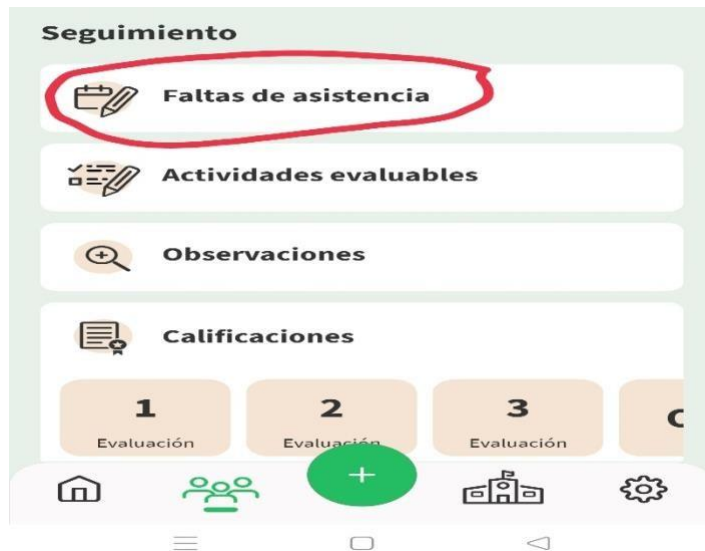 Seguimiento
Faltas de asistencia
Actividades evaluables
Observaciones
Calificaciones
1
Evaluación
2
Evaluación
3
Evaluación
+